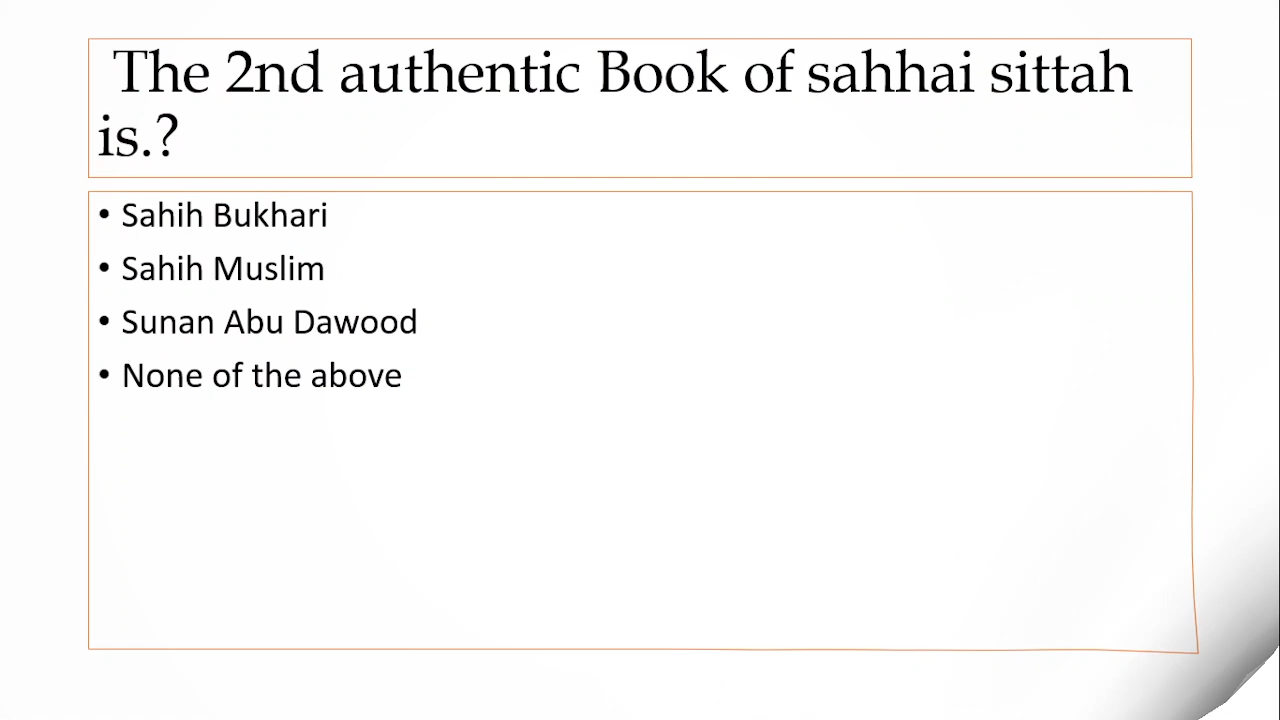 The 2nd authentic Book of sahhai sittah
is.?
• Sahih Bukhari
• Sahih Muslim
• Sunan Abu Dawood
• None of the above